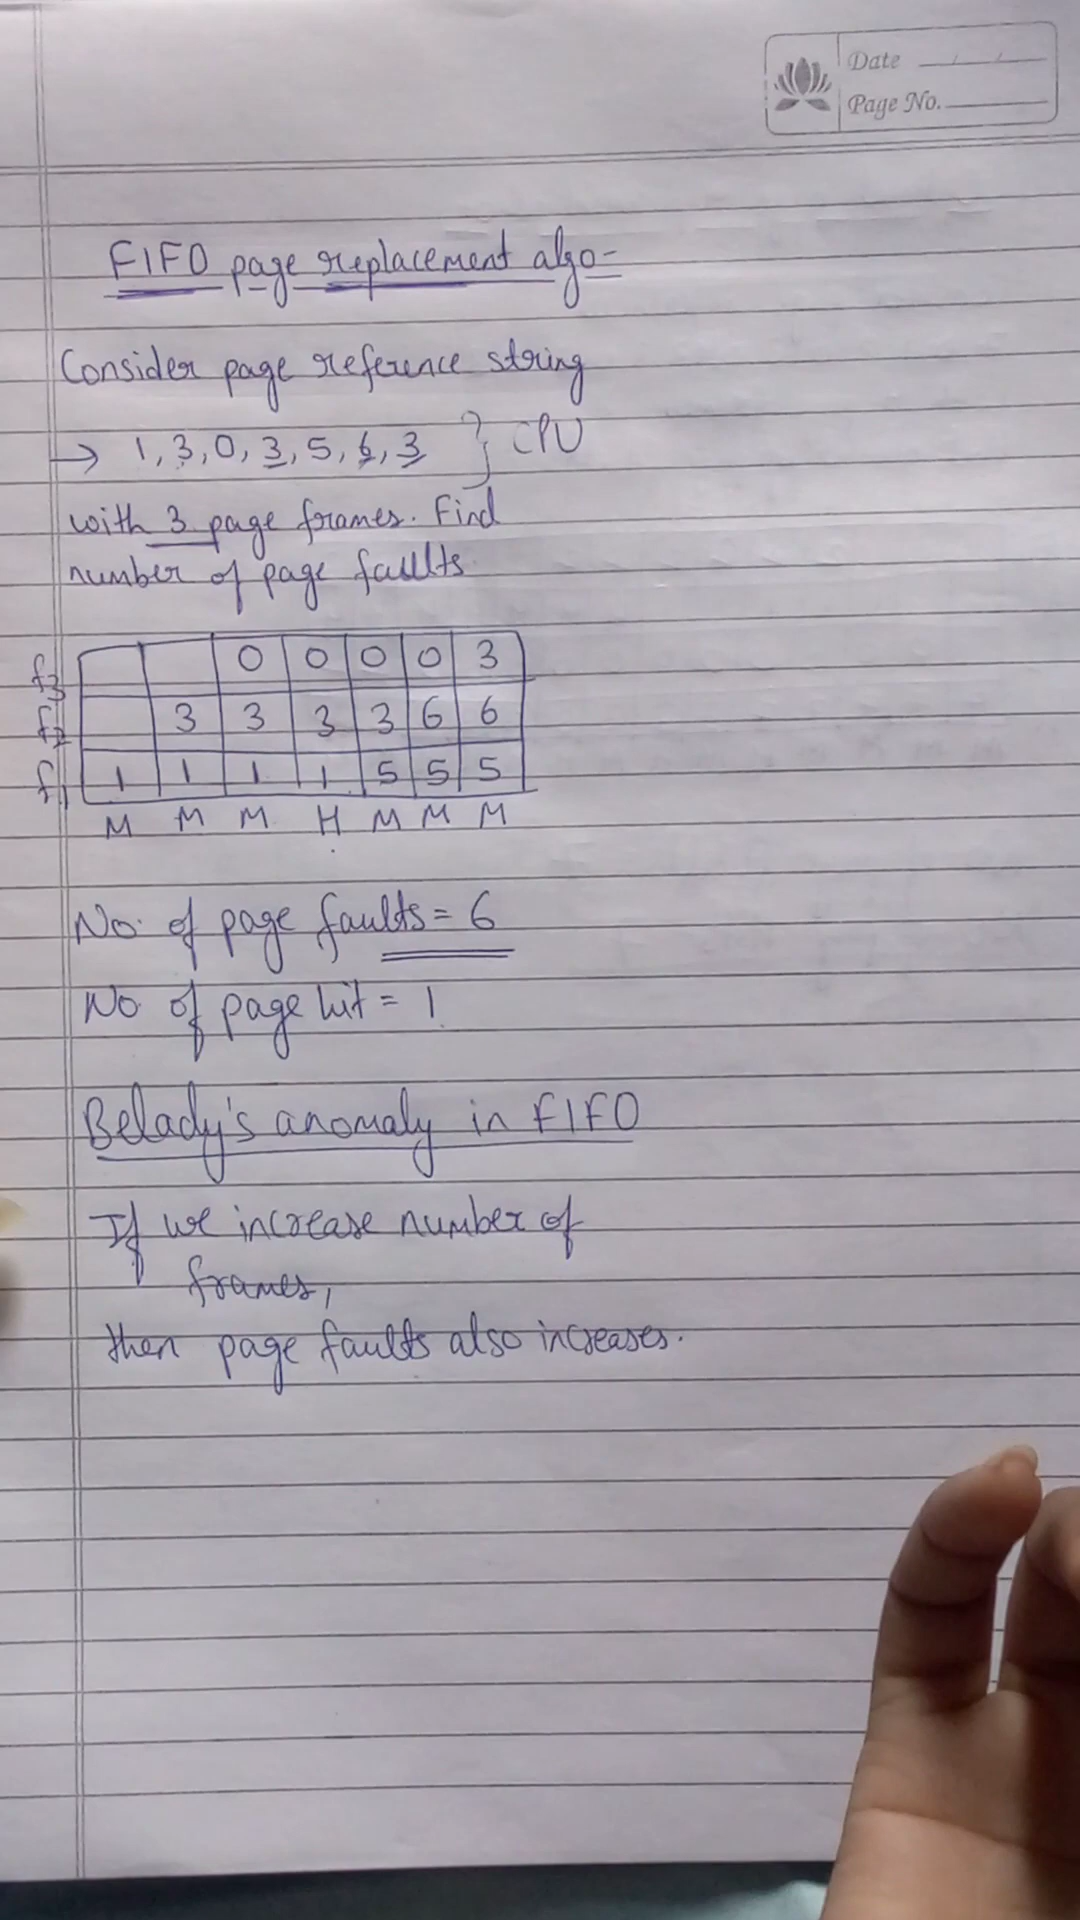 Date
Page No.
FIFO page replacement algo-
Consider page reference string
→ 1, 3, 0, 3, 5, 6, 3 } CPU
with 3 page frames. Find
number of page faults
f3 0 0 0 0 3
f2 3 3 3 3 6 6
f1 1 1 1 1 5 5 5
M M M H M M M
No. of page faults = 6
No of page hit = 1
Belady's anomaly in FIFO
If we increase number of
frames,
then page faults also increases.